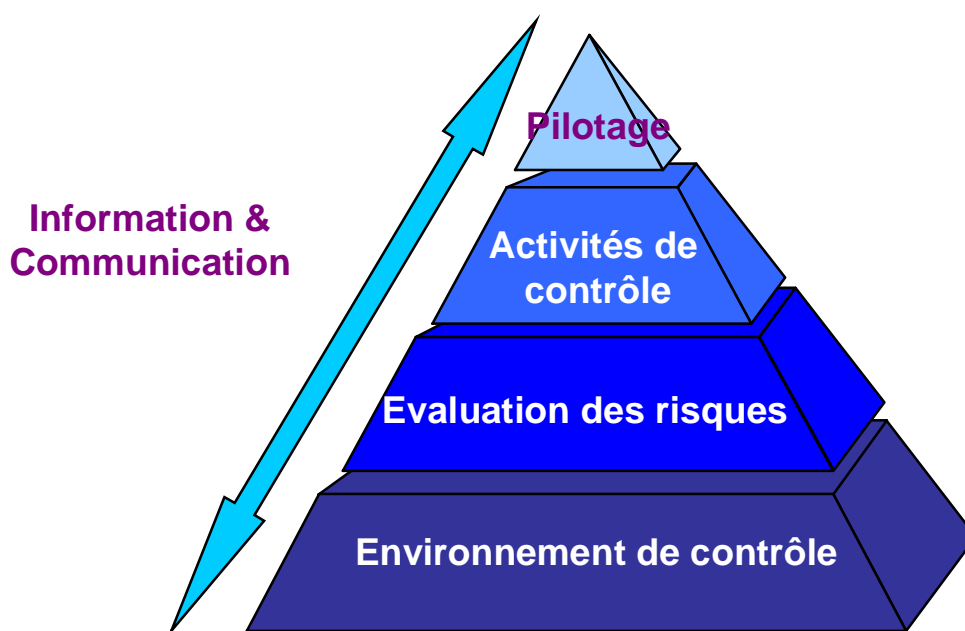 Pilotage
Information &
Communication
Activités de
contrôle
Evaluation des risques
Environnement de contrôle